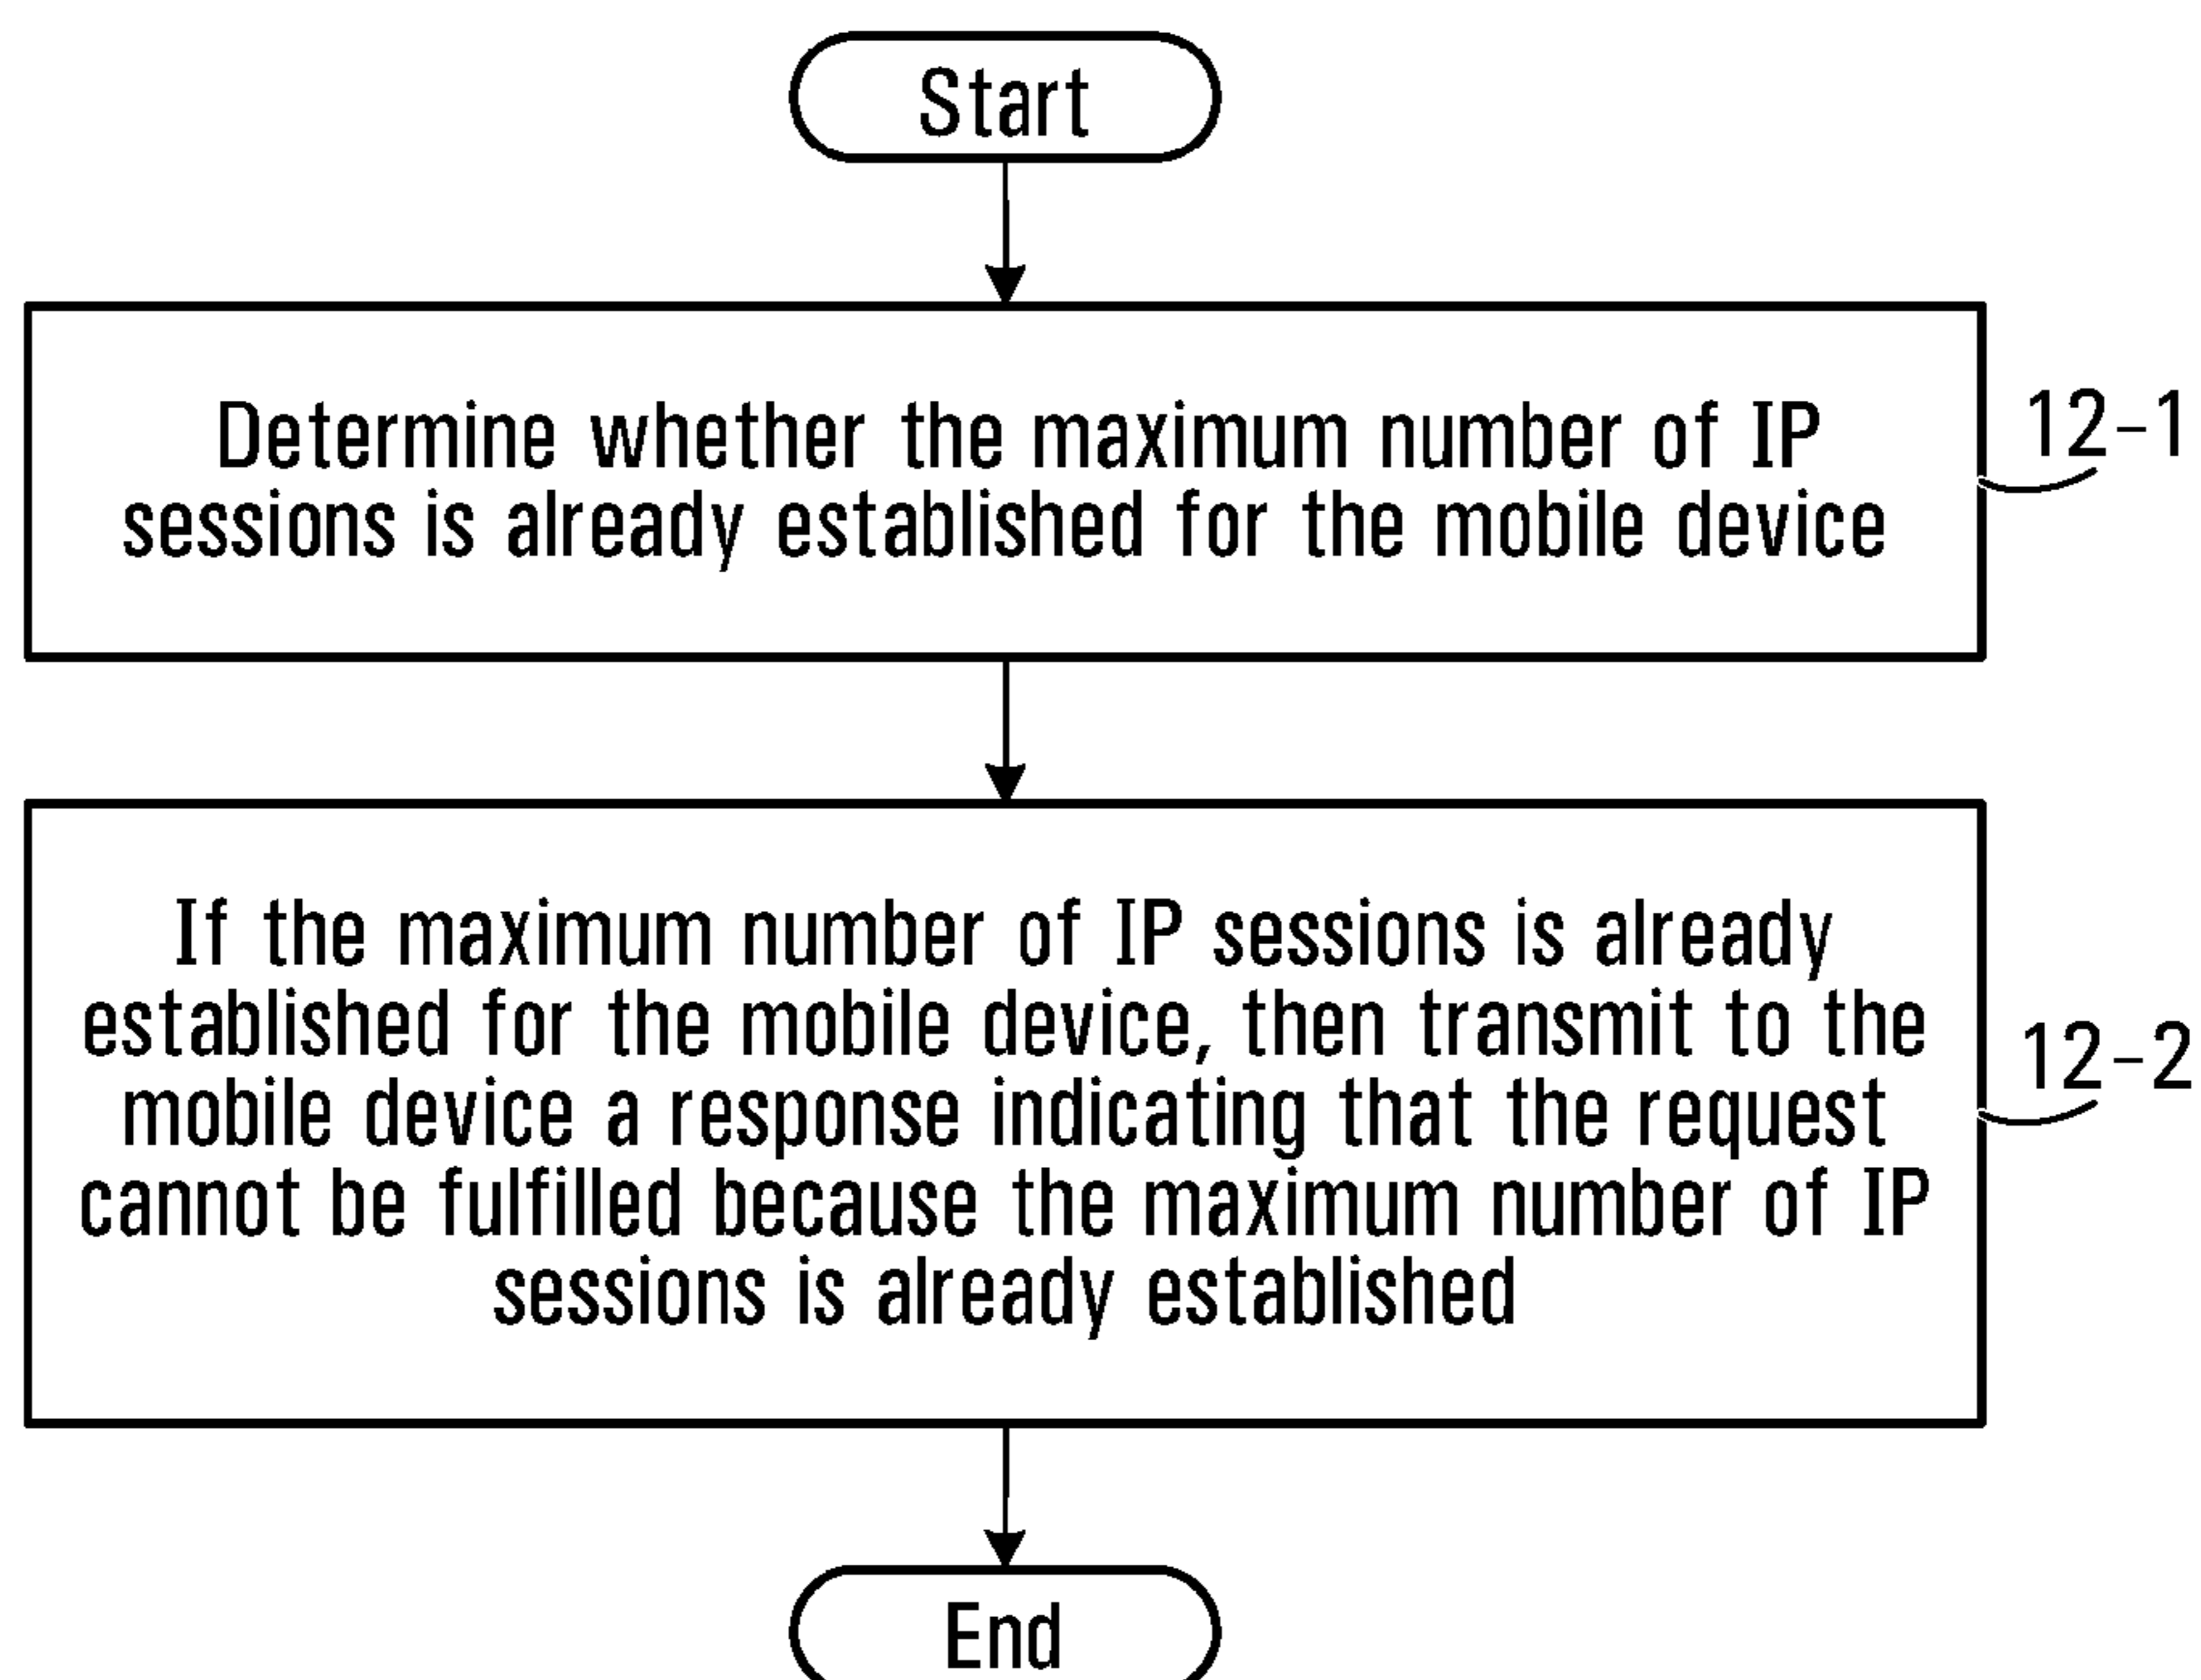 Start
Determine whether the maximum number of IP
sessions is already established for the mobile device
12-1
If the maximum number of IP sessions is already
established for the mobile device, then transmit to the
mobile device a response indicating that the request
cannot be fulfilled because the maximum number of IP
sessions is already established
12-2
End